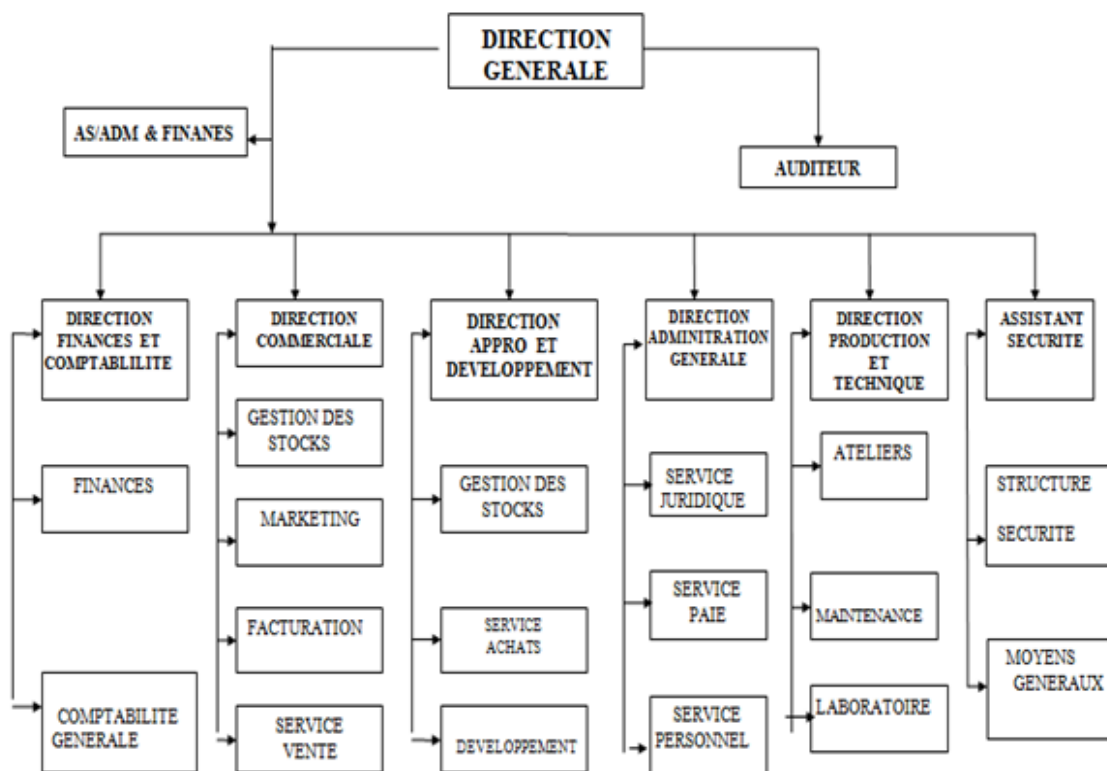 DIRECTION
GENERALE
AS/ADM & FINANES
AUDITEUR
DIRECTION
FINANCES ET
COMPTABLILITE
DIRECTION
COMMERCIALE
DIRECTION
APPRO ET
DEVELOPPEMENT
DIRECTION
ADMINITRATION
GENERALE
DIRECTION
PRODUCTION
ET
TECHNIQUE
ASSISTANT
SECURITE
FINANCES
COMPTABILITE
GENERALE
GESTION DES
STOCKS
MARKETING
FACTURATION
SERVICE
VENTE
GESTION DES
STOCKS
SERVICE
ACHATS
DEVELOPPEMENT
SERVICE
JURIDIQUE
SERVICE
PAIE
SERVICE
PERSONNEL
ATELIERS
MAINTENANCE
LABORATOIRE
STRUCTURE
SECURITE
MOYENS
GENERAUX